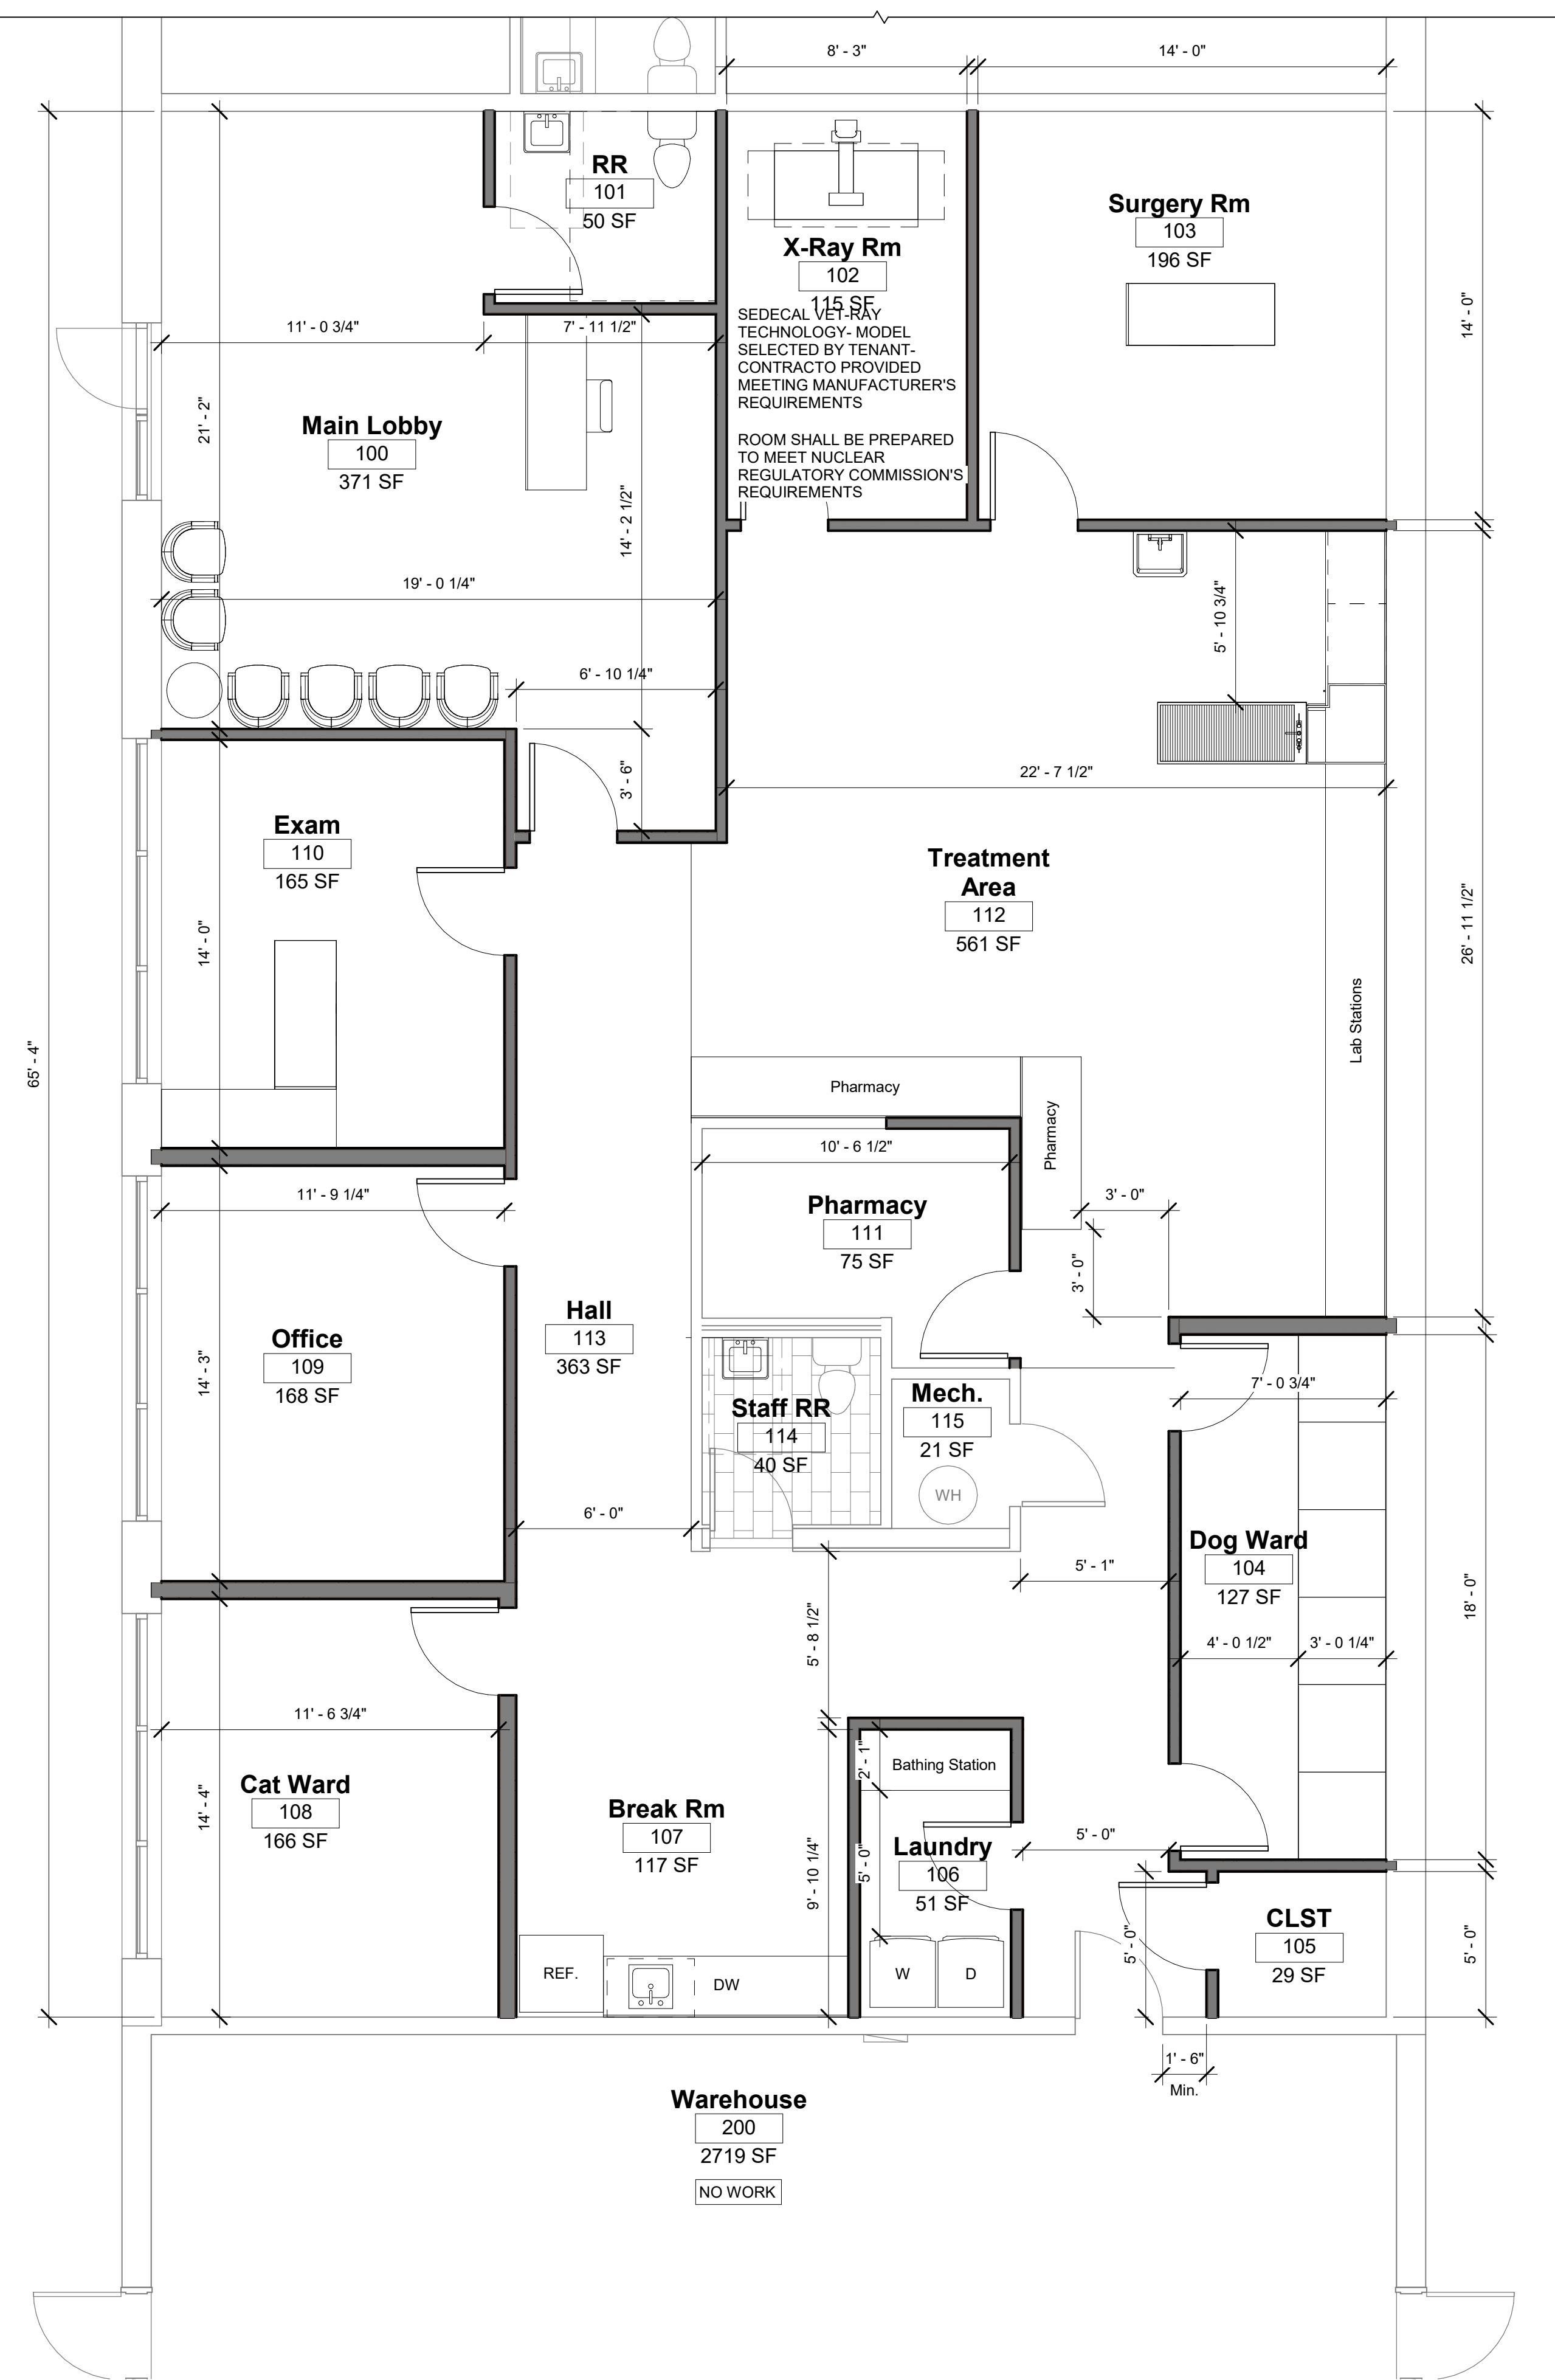 8' - 3"
14' - 0"
RR
101
50 SF
X-Ray Rm
102
115 SF
SEDECAL VET-RAY
TECHNOLOGY- MODEL
SELECTED BY TENANT-
CONTRACTO PROVIDED
MEETING MANUFACTURER'S
REQUIREMENTS
ROOM SHALL BE PREPARED
TO MEET NUCLEAR
REGULATORY COMMISSION'S
REQUIREMENTS
Surgery Rm
103
196 SF
14' - 0"
11' - 0 3/4"
7' - 11 1/2"
21' - 2"
Main Lobby
100
371 SF
14' - 2 1/2"
19' - 0 1/4"
5' - 10 3/4"
6' - 10 1/4"
3' - 6"
22' - 7 1/2"
Exam
110
165 SF
14' - 0"
Treatment
Area
112
561 SF
26' - 11 1/2"
Lab Stations
65' - 4"
Pharmacy
Pharmacy
10' - 6 1/2"
11' - 9 1/4"
Pharmacy
111
75 SF
3' - 0"
3' - 0"
Office
109
168 SF
14' - 3"
Hall
113
363 SF
Staff RR
114
40 SF
Mech.
115
21 SF
WH
7' - 0 3/4"
6' - 0"
5' - 1"
Dog Ward
104
127 SF
18' - 0"
5' - 8 1/2"
4' - 0 1/2"
3' - 0 1/4"
11' - 6 3/4"
2' - 1"
Bathing Station
Cat Ward
108
166 SF
14' - 4"
Break Rm
107
117 SF
9' - 10 1/4"
5' - 0"
Laundry
106
51 SF
5' - 0"
CLST
105
29 SF
5' - 0"
5' - 0"
REF.
DW
W
D
1' - 6"
Min.
Warehouse
200
2719 SF
NO WORK